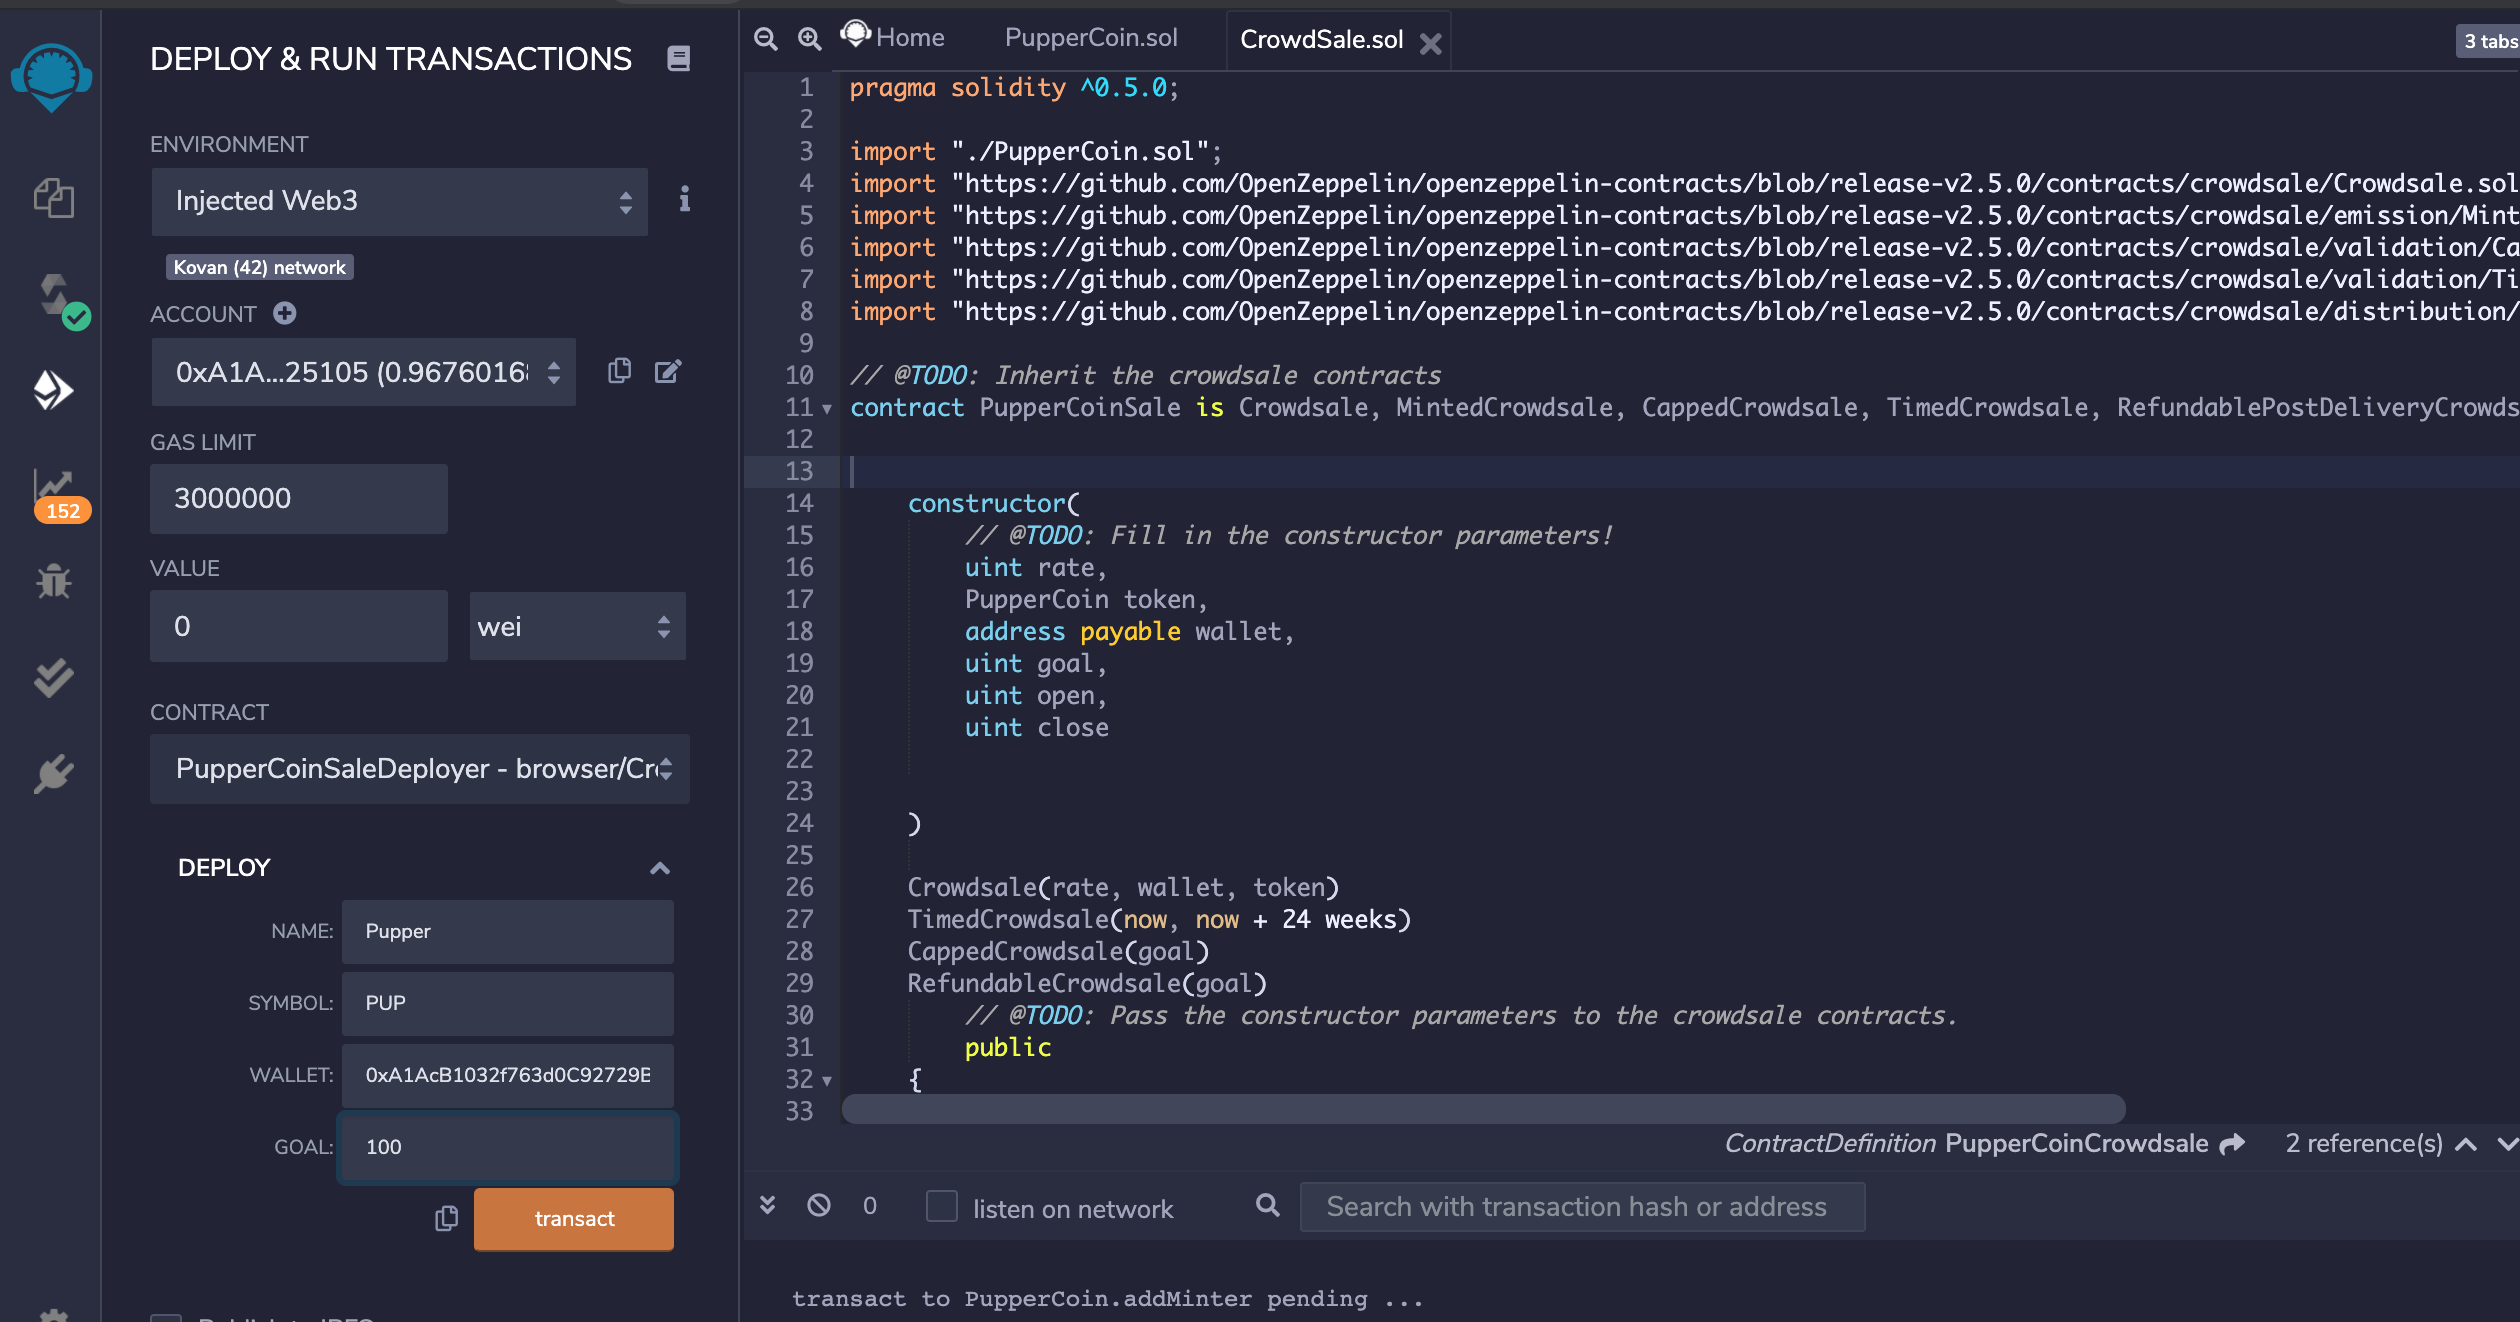 DEPLOY & RUN TRANSACTIONS
ENVIRONMENT
Injected Web3
i
Kovan (42) network
ACCOUNT
0xA1A...25105 (0.9676016
GAS LIMIT
3000000
VALUE
0
wei
CONTRACT
PupperCoinSaleDeployer - browser/Cr
DEPLOY
NAME: Pupper
SYMBOL: PUP
WALLET: 0xA1AcB1032f763d0C92729
GOAL: 100
transact
152
Home
PupperCoin.sol
CrowdSale.sol
3 tabs
1 pragma solidity ^0.5.0;
2
3 import "./PupperCoin.sol";
4 import "https://github.com/OpenZeppelin/openzeppelin-contracts/blob/release-v2.5.0/contracts/crowdsale/Crowdsale.sol
5 import "https://github.com/OpenZeppelin/openzeppelin-contracts/blob/release-v2.5.0/contracts/crowdsale/emission/Mint
6 import "https://github.com/OpenZeppelin/openzeppelin-contracts/blob/release-v2.5.0/contracts/crowdsale/validation/Ca
7 import "https://github.com/OpenZeppelin/openzeppelin-contracts/blob/release-v2.5.0/contracts/crowdsale/validation/Ti
8 import "https://github.com/OpenZeppelin/openzeppelin-contracts/blob/release-v2.5.0/contracts/crowdsale/distribution/
9
10 // @TODO: Inherit the crowdsale contracts
11 contract PupperCoinSale is Crowdsale, MintedCrowdsale, CappedCrowdsale, TimedCrowdsale, RefundablePostDeliveryCrowds
12
13
14 constructor(
15 // @TODO: Fill in the constructor parameters!
16 uint rate,
17 PupperCoin token,
18 address payable wallet,
19 uint goal,
20 uint open,
21 uint close
22
23
24 )
25
26 Crowdsale(rate, wallet, token)
27 TimedCrowdsale(now, now + 24 weeks)
28 CappedCrowdsale(goal)
29 RefundableCrowdsale(goal)
30 // @TODO: Pass the constructor parameters to the crowdsale contracts.
31 public
32 {
33
ContractDefinition PupperCoinCrowdsale 2 reference(s)
0
listen on network
Search with transaction hash or address
transact to PupperCoin.addMinter pending ...